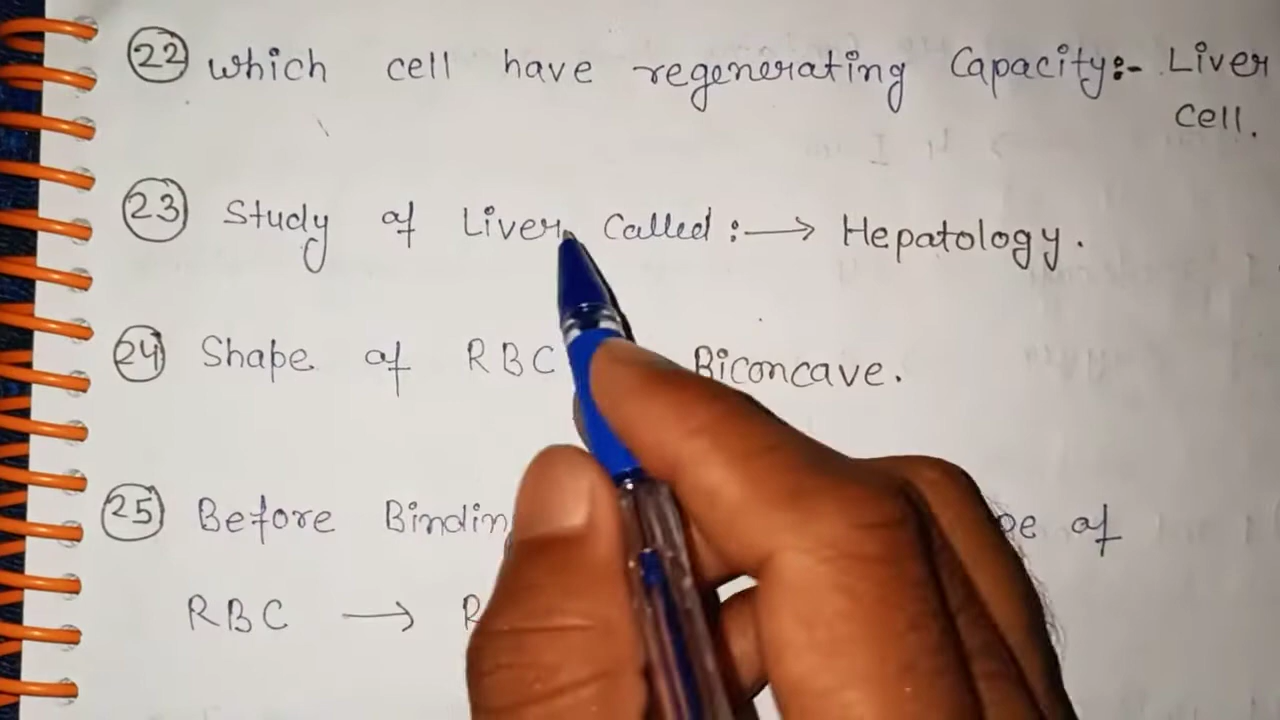 22 which cell have regenerating Capacity:- Liver
Cell.
23 Study of Liver Called :→ Hepatology.
24 Shape of RBC Biconcave.
25 Before of
RBC →